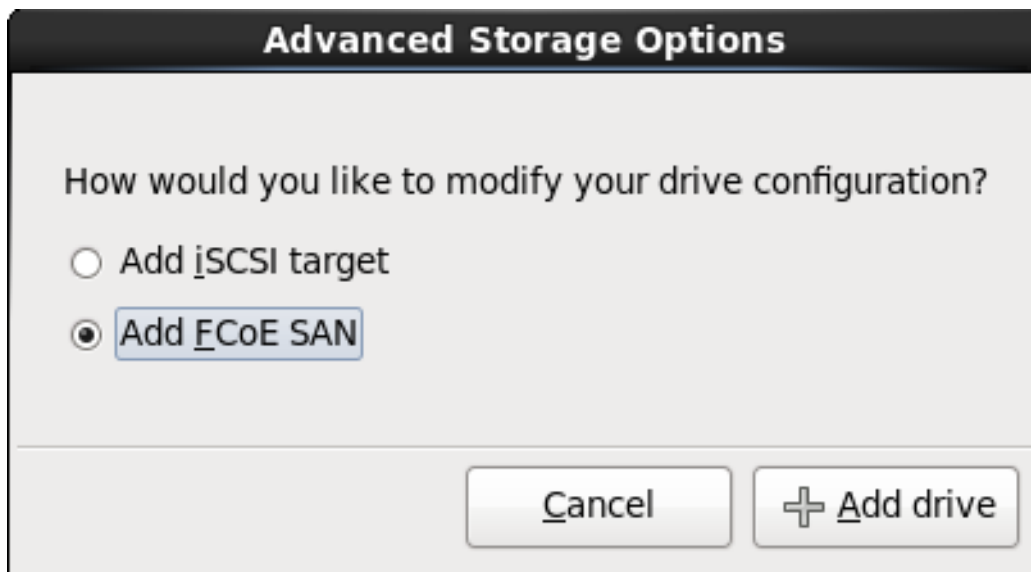 Advanced Storage Options
How would you like to modify your drive configuration?
Add iSCSI target
Add FCoE SAN
Cancel
Add drive